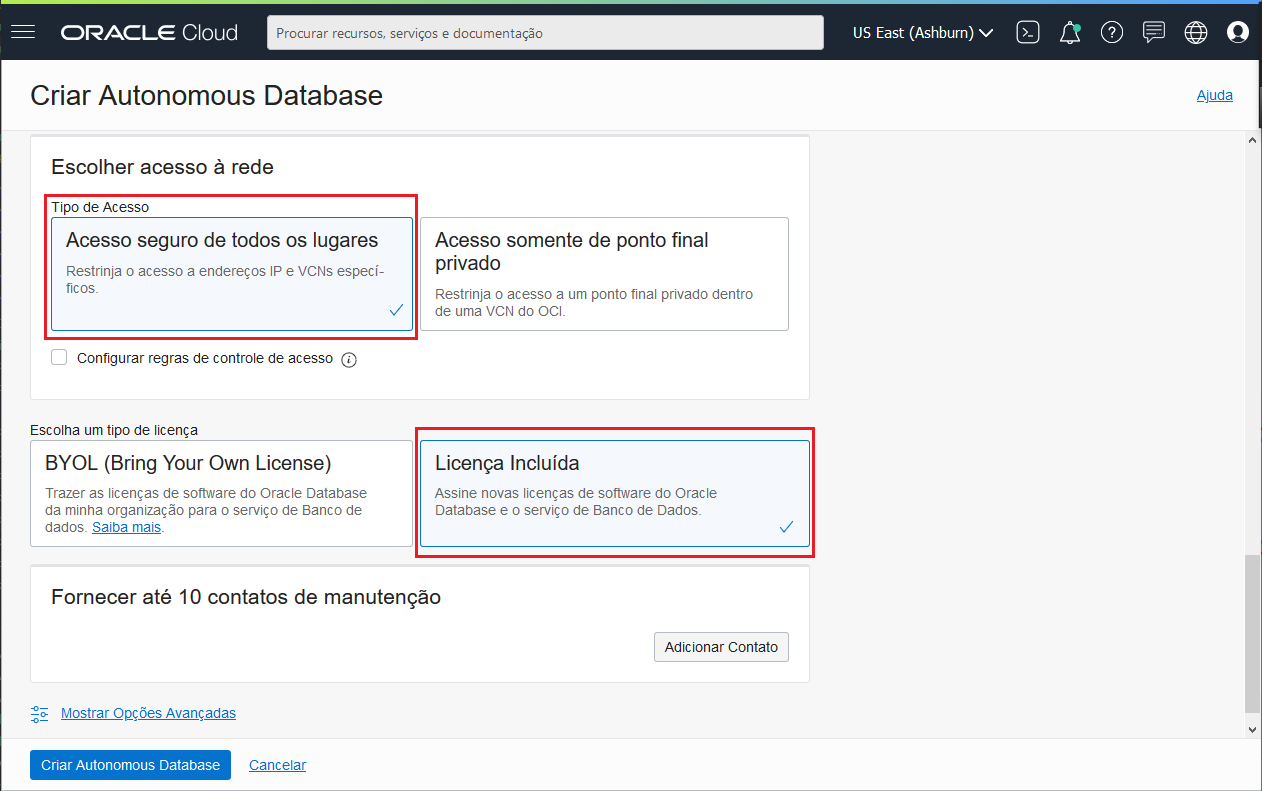 ORACLE Cloud
Procurar recursos, serviços e documentação
US East (Ashburn)
Criar Autonomous Database
Ajuda
Escolher acesso à rede
Tipo de Acesso
Acesso seguro de todos os lugares
Restrinja o acesso a endereços IP e VCNs especí-
ficos.
Acesso somente de ponto final
privado
Restrinja o acesso a um ponto final privado dentro
de uma VCN do OCI.
Configurar regras de controle de acesso
Escolha um tipo de licença
BYOL (Bring Your Own License)
Trazer as licenças de software do Oracle Database
da minha organização para o serviço de Banco de
dados. Saiba mais.
Licença Incluída
Assine novas licenças de software do Oracle
Database e o serviço de Banco de Dados.
Fornecer até 10 contatos de manutenção
Adicionar Contato
Mostrar Opções Avançadas
Criar Autonomous Database
Cancelar